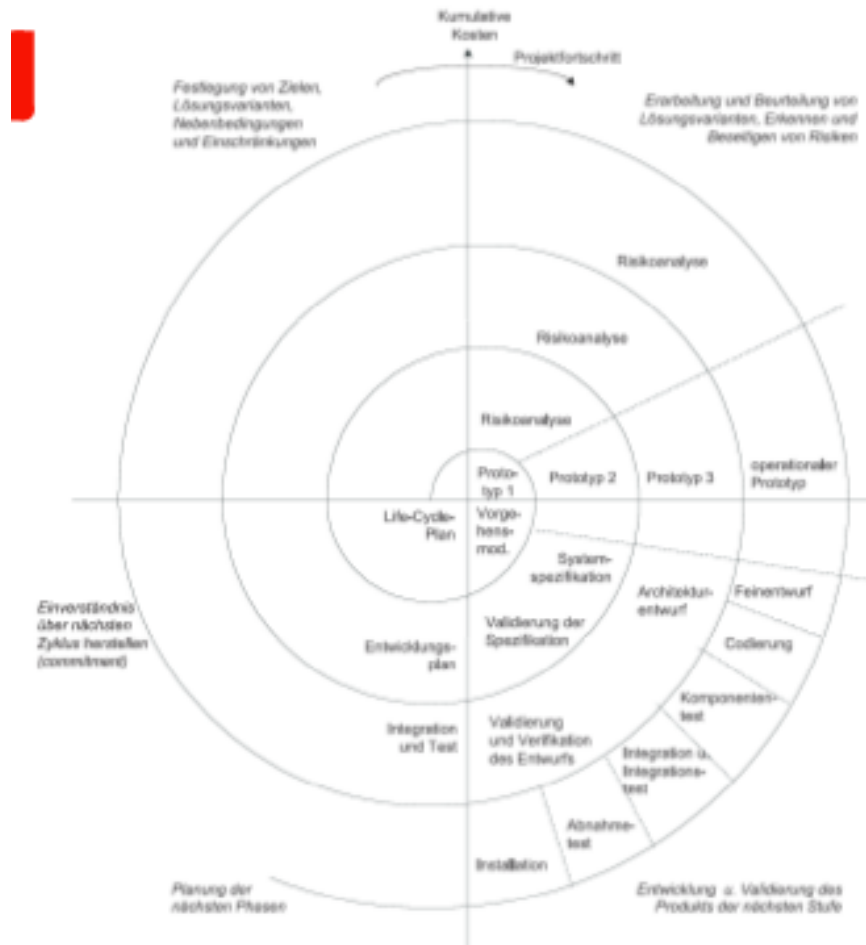 Kumulative
Kosten
Projektfortschritt
Festlegung von Zielen,
Lösungsvarianten,
Nebenbedingungen
und Einschränkungen
Erarbeitung und Beurteilung von
Lösungsvarianten, Erkennen und
Beseitigen von Risiken
Risikoanalyse
Risikoanalyse
Risikoanalyse
Proto-
typ 1
Prototyp 2
Prototyp 3
operationaler
Prototyp
Life-Cycle-
Plan
Vorge-
hens-
mod.
System-
spezifikation
Architektur-
entwurf
Feinentwurf
Einverständnis
über nächsten
Zyklus herstellen
(commitment)
Entwicklungs-
plan
Validierung der
Spezifikation
Codierung
Komponenten-
test
Integration
und Test
Validierung
und Verifikation
des Entwurfs
Integration u.
Integrations-
test
Abnahme-
test
Installation
Planung der
nächsten Phasen
Entwicklung u. Validierung des
Produkts der nächsten Stufe